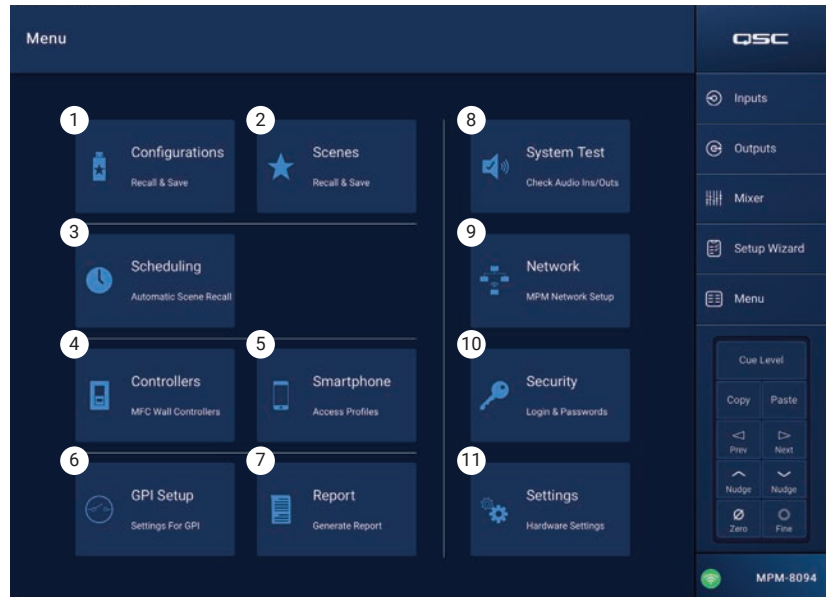 Menu
QSC
1
Configurations
Recall & Save
2
Scenes
Recall & Save
3
Scheduling
Automatic Scene Recall
4
Controllers
MFC Wall Controllers
5
Smartphone
Access Profiles
6
GPI Setup
Settings For GPI
7
Report
Generate Report
8
System Test
Check Audio Ins/Outs
9
Network
MPM Network Setup
10
Security
Login & Passwords
11
Settings
Hardware Settings
Inputs
Outputs
Mixer
Setup Wizard
Menu
Cue Level
Copy
Paste
Prev
Next
Nudge
Nudge
Zero
Fine
MPM-8094